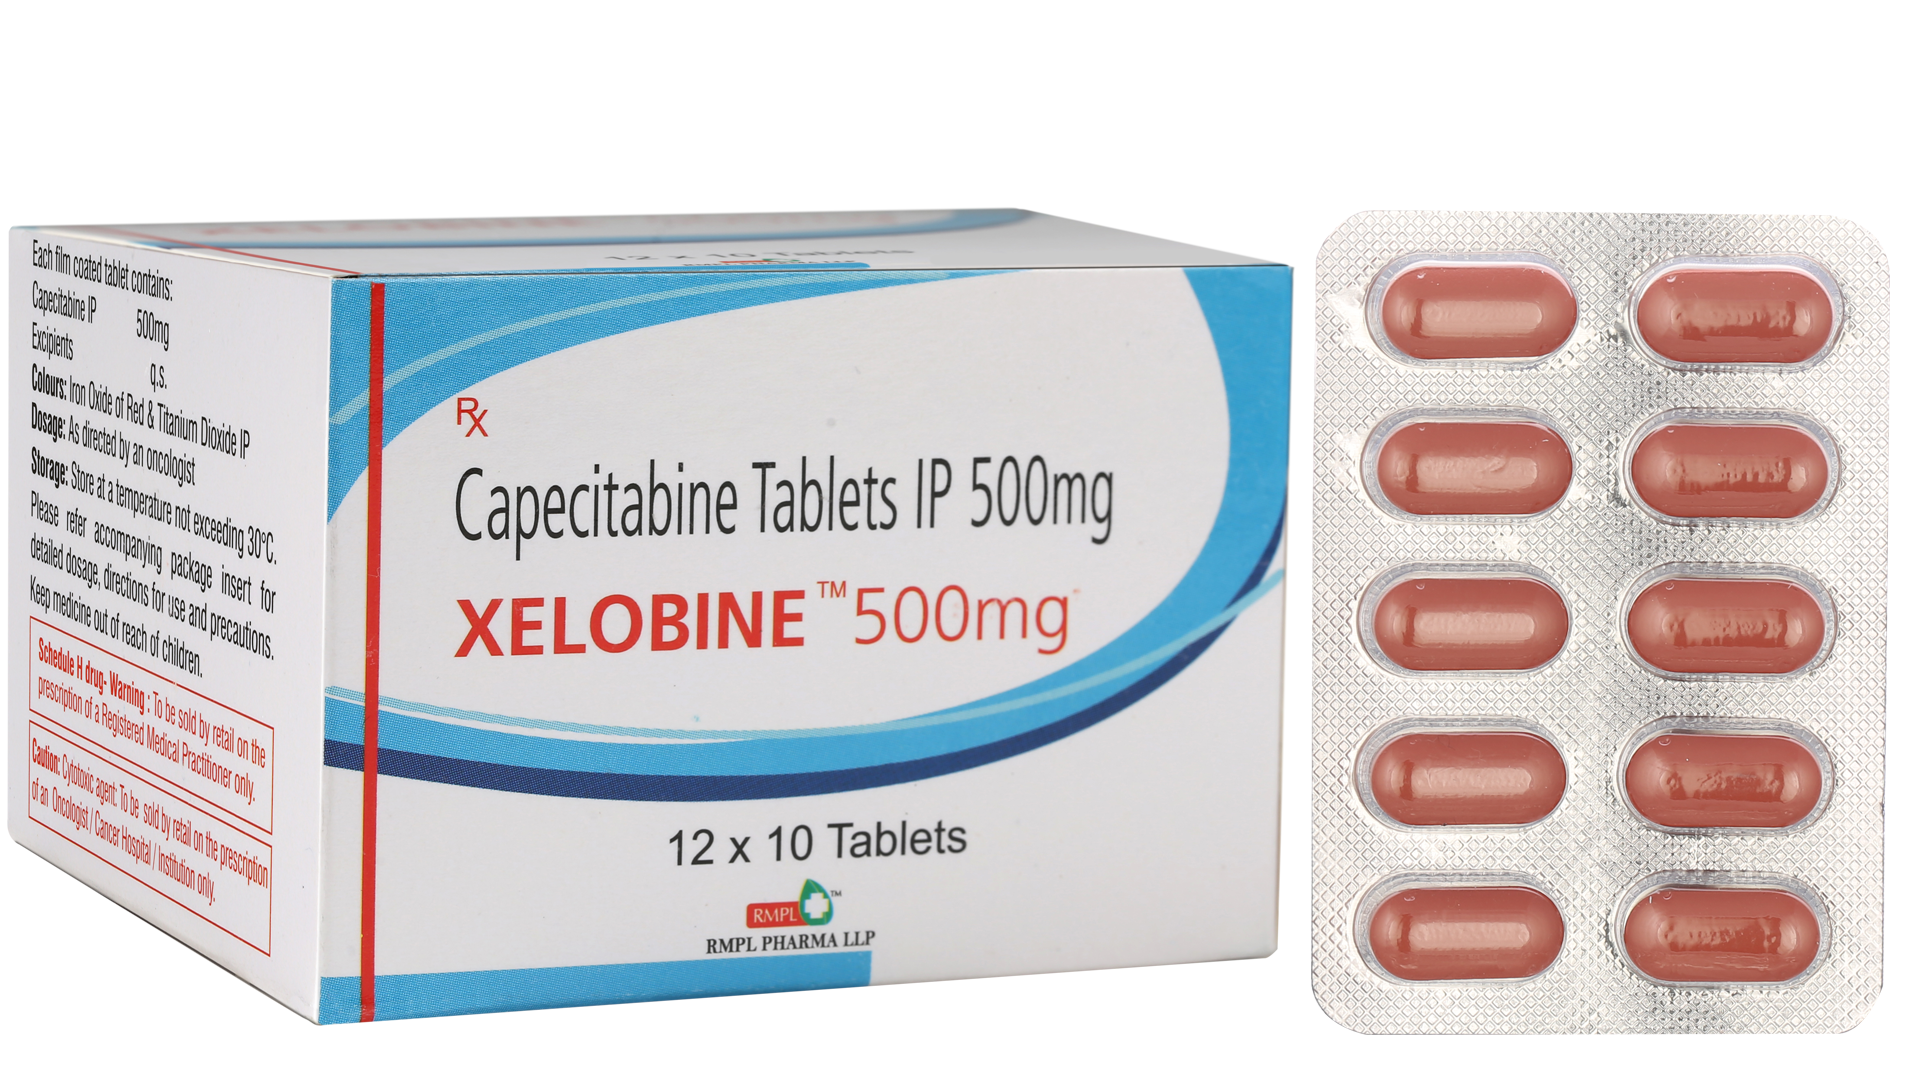 XELOBINE
12 x 10 Tablets
Each film coated tablet contains:
Capecitabine IP 500mg
Excipients q.s.
Colours: Iron Oxide of Red & Titanium Dioxide IP
Dosage: As directed by an oncologist
Storage: Store at a temperature not exceeding 30°C.
Please refer accompanying package insert for
detailed dosage, directions for use and precautions.
Keep medicine out of reach of children.
Schedule H drug- Warning : To be sold by retail on the
prescription of a Registered Medical Practitioner only.
Caution: Cytotoxic agent: To be sold by retail on the prescription
of an Oncologist / Cancer Hospital / Institution only.
Rx
Capecitabine Tablets IP 500mg
XELOBINE™ 500mg
12 x 10 Tablets
RMPL ™
RMPL PHARMA LLP